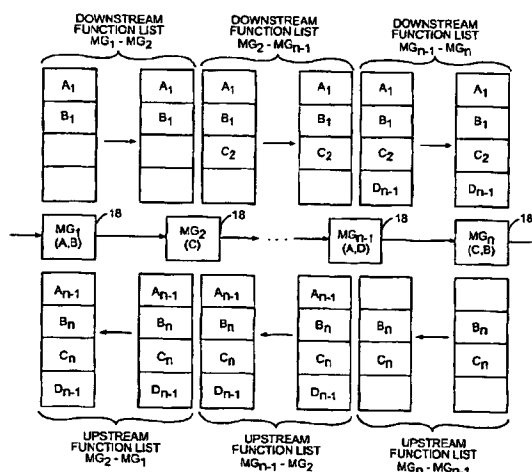 DOWNSTREAM
FUNCTION LIST
MG₁ - MG₂
DOWNSTREAM
FUNCTION LIST
MG₂ - MGₙ₋₁
DOWNSTREAM
FUNCTION LIST
MGₙ₋₁ - MGₙ
A₁ A₁ A₁ A₁ A₁ A₁
B₁ B₁ B₁ B₁ B₁ B₁
C₂ C₂ C₂ C₂
Dₙ₋₁ Dₙ₋₁
18 18 18 18
MG₁ MG₂ ... MGₙ₋₁ MGₙ
(A,B) (C) (A,D) (C,B)
Aₙ₋₁ Aₙ₋₁ Aₙ₋₁ Aₙ₋₁
Bₙ Bₙ Bₙ Bₙ Bₙ Bₙ
Cₙ Cₙ Cₙ Cₙ Cₙ Cₙ
Dₙ₋₁ Dₙ₋₁ Dₙ₋₁ Dₙ₋₁
UPSTREAM
FUNCTION LIST
MG₂ - MG₁
UPSTREAM
FUNCTION LIST
MGₙ₋₁ - MG₂
UPSTREAM
FUNCTION LIST
MGₙ - MGₙ₋₁